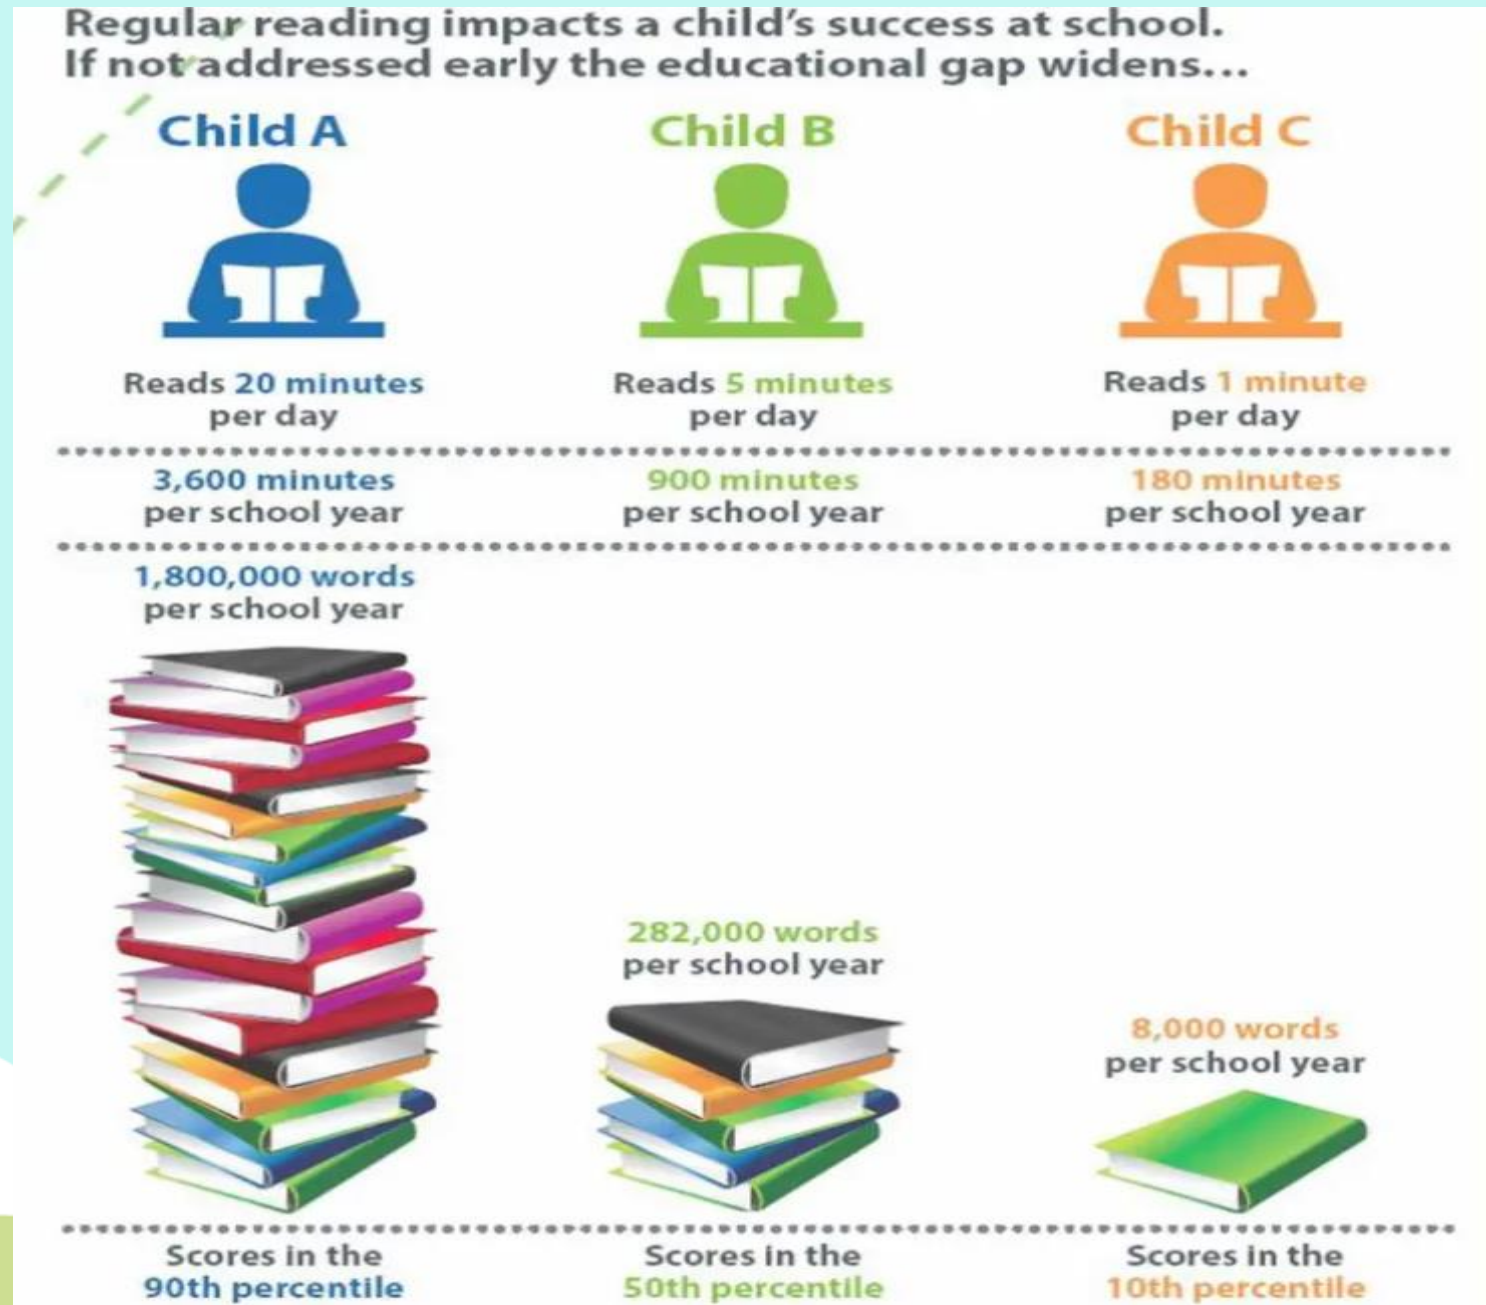 Regular reading impacts a child's success at school.
If not addressed early the educational gap widens...
Child A
Reads 20 minutes
per day
3,600 minutes
per school year
1,800,000 words
per school year
Scores in the
90th percentile
Child B
Reads 5 minutes
per day
900 minutes
per school year
282,000 words
per school year
Scores in the
50th percentile
Child C
Reads 1 minute
per day
180 minutes
per school year
8,000 words
per school year
Scores in the
10th percentile